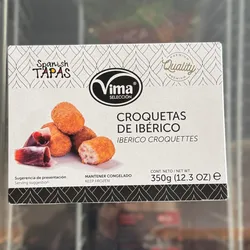 Spanish
TAPAS
Vima
SELECCIÓN
Quality
CROQUETAS
DE IBÉRICO
IBERICO CROQUETTES
Sugerencia de presentación
Serving suggestion
MANTENER CONGELADO
KEEP FROZEN
CONT. NETO / NET WT.
350g (12.3 OZ) e